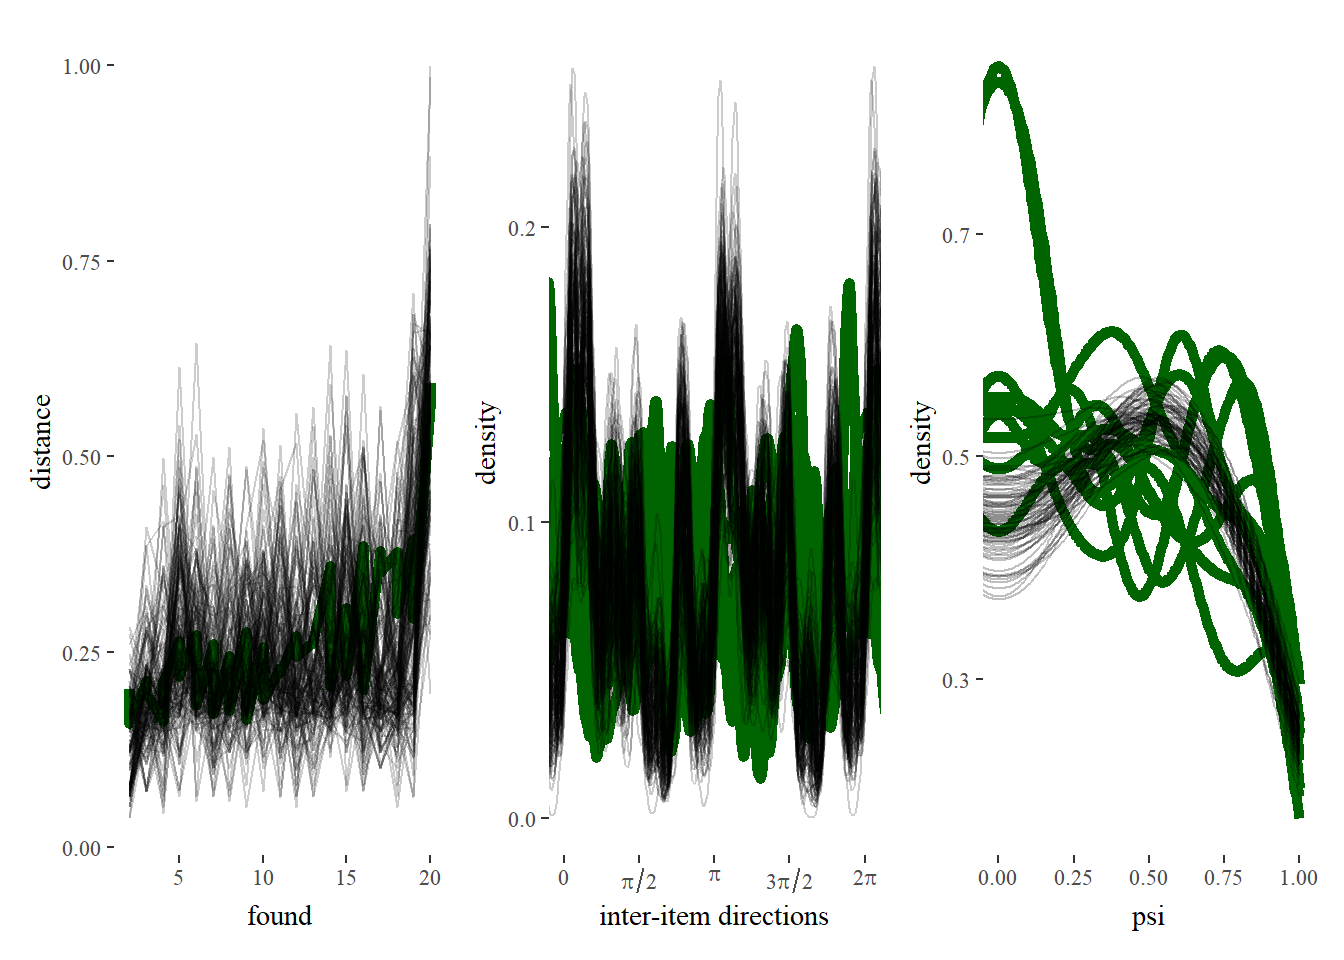 distance
1.00
0.75
0.50
0.25
0.00
5 10 15 20
found
density
0.2
0.1
0.0
0 π/2 π 3π/2 2π
inter-item directions
density
0.7
0.5
0.3
0.00 0.25 0.50 0.75 1.00
psi